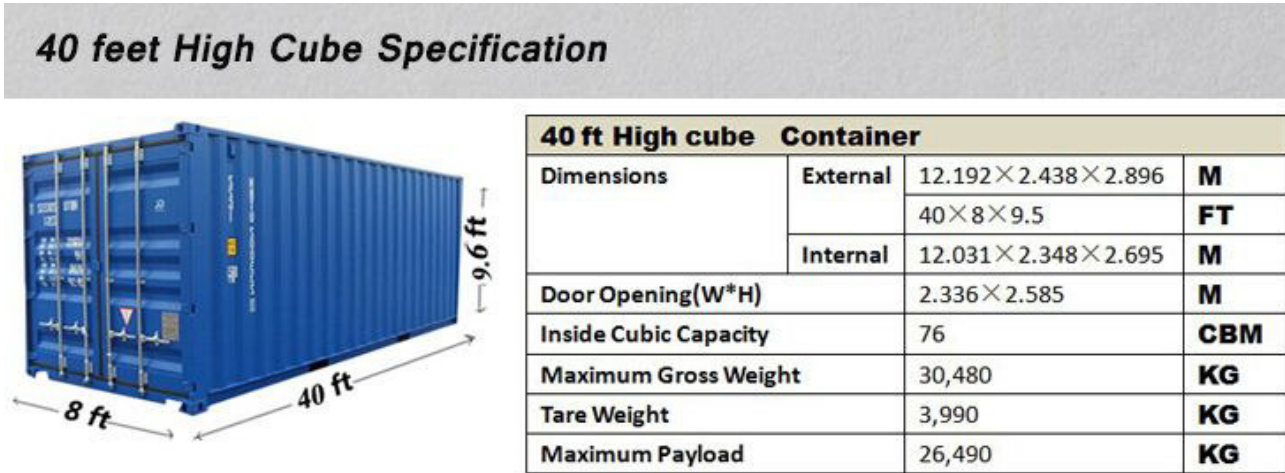 40 feet High Cube Specification
8 ft
40 ft
9.6 ft
40 ft High cube Container
Dimensions External 12.192×2.438×2.896 M
40×8×9.5 FT
Internal 12.031×2.348×2.695 M
Door Opening(W*H) 2.336×2.585 M
Inside Cubic Capacity 76 CBM
Maximum Gross Weight 30,480 KG
Tare Weight 3,990 KG
Maximum Payload 26,490 KG